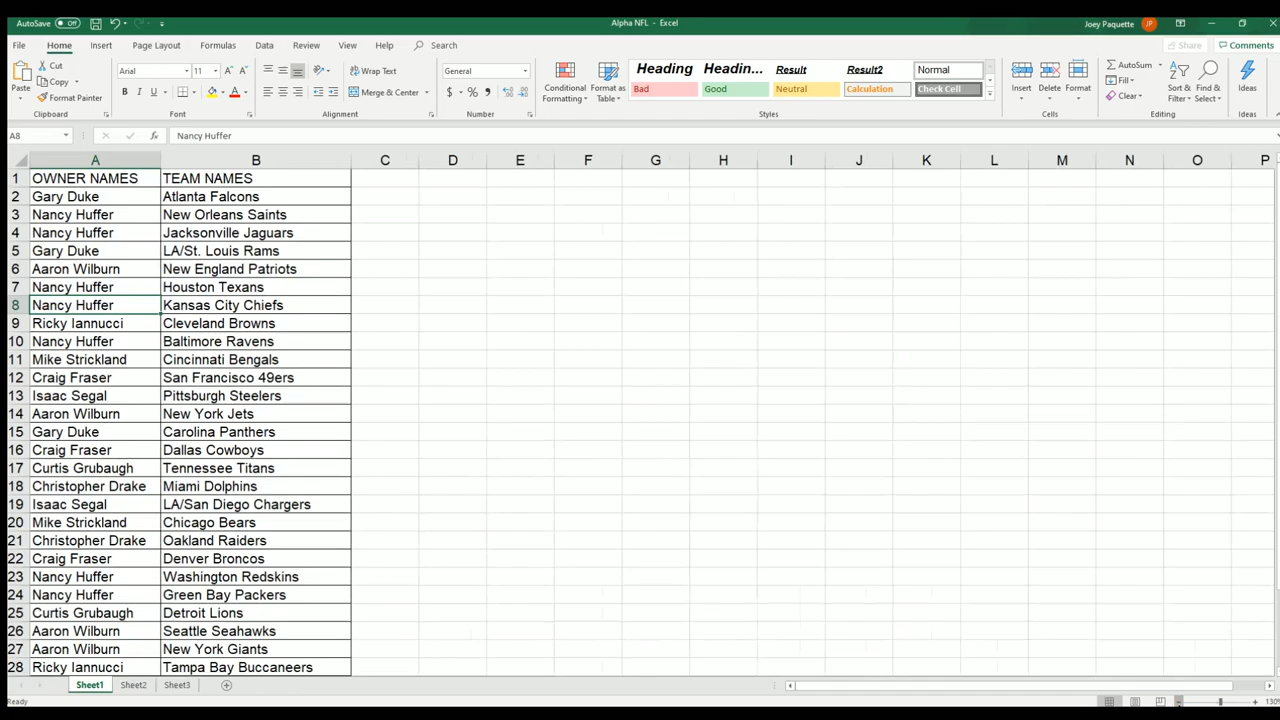 AutoSave Off Alpha NFL - Excel Joey Paquette JP
File Home Insert Page Layout Formulas Data Review View Help Search Share Comments
Paste Cut Copy Format Painter Clipboard
Arial 11 A A B I U A Font
Wrap Text Merge & Center Alignment
General $ % , Number
Conditional Formatting Format as Table
Heading Headin... Result Result2 Normal
Bad Good Neutral Calculation Check Cell
Styles
Insert Delete Format Cells
AutoSum Fill Clear Sort & Filter Find & Select Editing
Ideas Ideas
A8 fx Nancy Huffer
A B C D E F G H I J K L M N O P
1 OWNER NAMES TEAM NAMES
2 Gary Duke Atlanta Falcons
3 Nancy Huffer New Orleans Saints
4 Nancy Huffer Jacksonville Jaguars
5 Gary Duke LA/St. Louis Rams
6 Aaron Wilburn New England Patriots
7 Nancy Huffer Houston Texans
8 Nancy Huffer Kansas City Chiefs
9 Ricky Iannucci Cleveland Browns
10 Nancy Huffer Baltimore Ravens
11 Mike Strickland Cincinnati Bengals
12 Craig Fraser San Francisco 49ers
13 Isaac Segal Pittsburgh Steelers
14 Aaron Wilburn New York Jets
15 Gary Duke Carolina Panthers
16 Craig Fraser Dallas Cowboys
17 Curtis Grubaugh Tennessee Titans
18 Christopher Drake Miami Dolphins
19 Isaac Segal LA/San Diego Chargers
20 Mike Strickland Chicago Bears
21 Christopher Drake Oakland Raiders
22 Craig Fraser Denver Broncos
23 Nancy Huffer Washington Redskins
24 Nancy Huffer Green Bay Packers
25 Curtis Grubaugh Detroit Lions
26 Aaron Wilburn Seattle Seahawks
27 Aaron Wilburn New York Giants
28 Ricky Iannucci Tampa Bay Buccaneers
Sheet1 Sheet2 Sheet3
Ready 130%